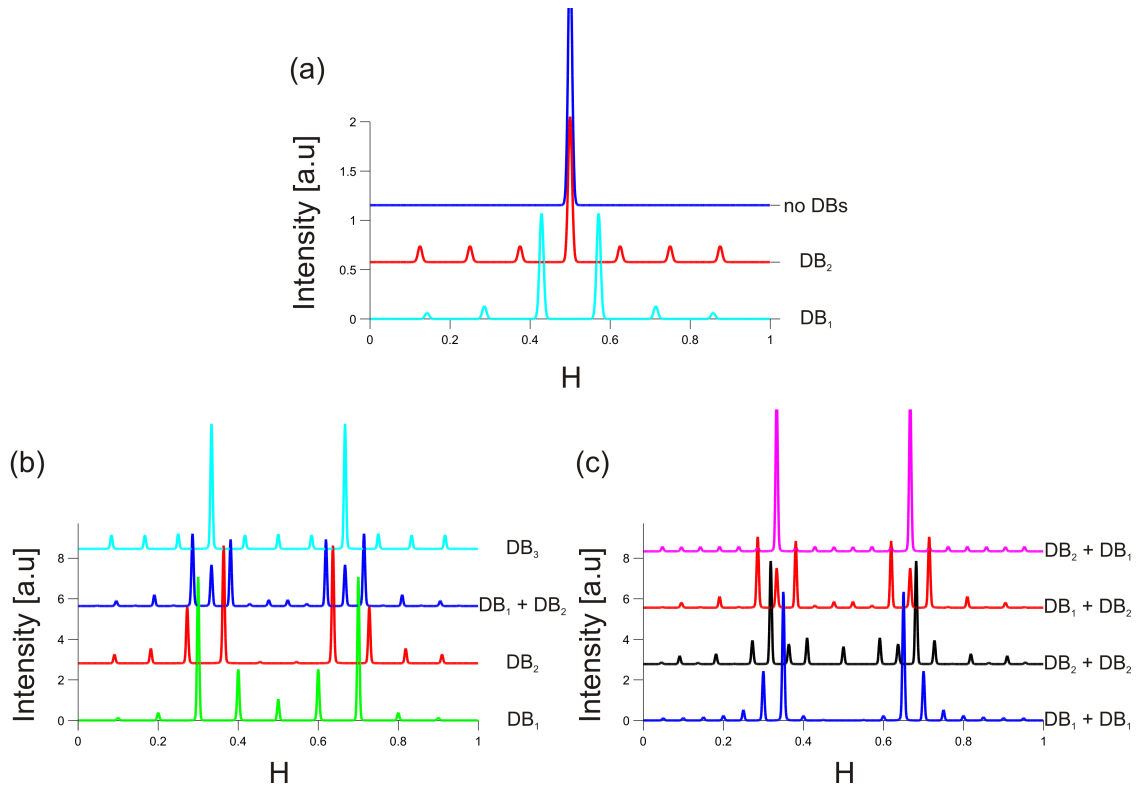 (a)
Intensity [a.u]
2
1.5
1
0.5
0
no DBs
DB₂
DB₁
0 0.2 0.4 0.6 0.8 1
H
(b)
Intensity [a.u]
8
6
4
2
0
DB₃
DB₁ + DB₂
DB₂
DB₁
0 0.2 0.4 0.6 0.8 1
H
(c)
Intensity [a.u]
8
6
4
2
0
DB₂ + DB₁
DB₁ + DB₂
DB₂ + DB₂
DB₁ + DB₁
0 0.2 0.4 0.6 0.8 1
H